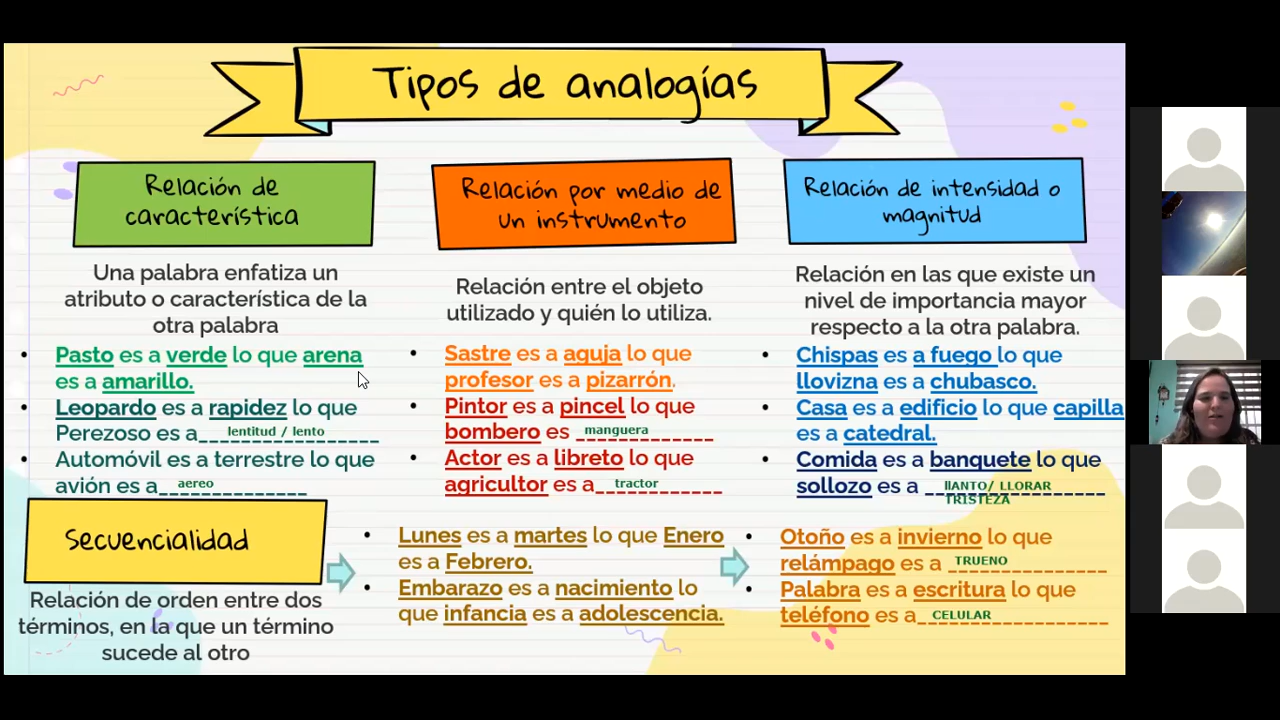 Tipos de analogías
Relación de
característica
Una palabra enfatiza un
atributo o característica de la
otra palabra
Pasto es a verde lo que arena
es a amarillo.
Leopardo es a rapidez lo que
Perezoso es a lentitud / lento
Automóvil es a terrestre lo que
avión es a aereo
Relación por medio de
un instrumento
Relación entre el objeto
utilizado y quién lo utiliza.
Sastre es a aguja lo que
profesor es a pizarrón.
Pintor es a pincel lo que
bombero es manguera
Actor es a libreto lo que
agricultor es a tractor
Relación de intensidad o
magnitud
Relación en las que existe un
nivel de importancia mayor
respecto a la otra palabra.
Chispas es a fuego lo que
llovizna es a chubasco.
Casa es a edificio lo que capilla
es a catedral.
Comida es a banquete lo que
sollozo es a llANTO/ LLORAR
TRISTEZA
Secuencialidad
Relación de orden entre dos
términos, en la que un término
sucede al otro
Lunes es a martes lo que Enero
es a Febrero.
Embarazo es a nacimiento lo
que infancia es a adolescencia.
Otoño es a invierno lo que
relámpago es a TRUENO
Palabra es a escritura lo que
teléfono es a CELULAR